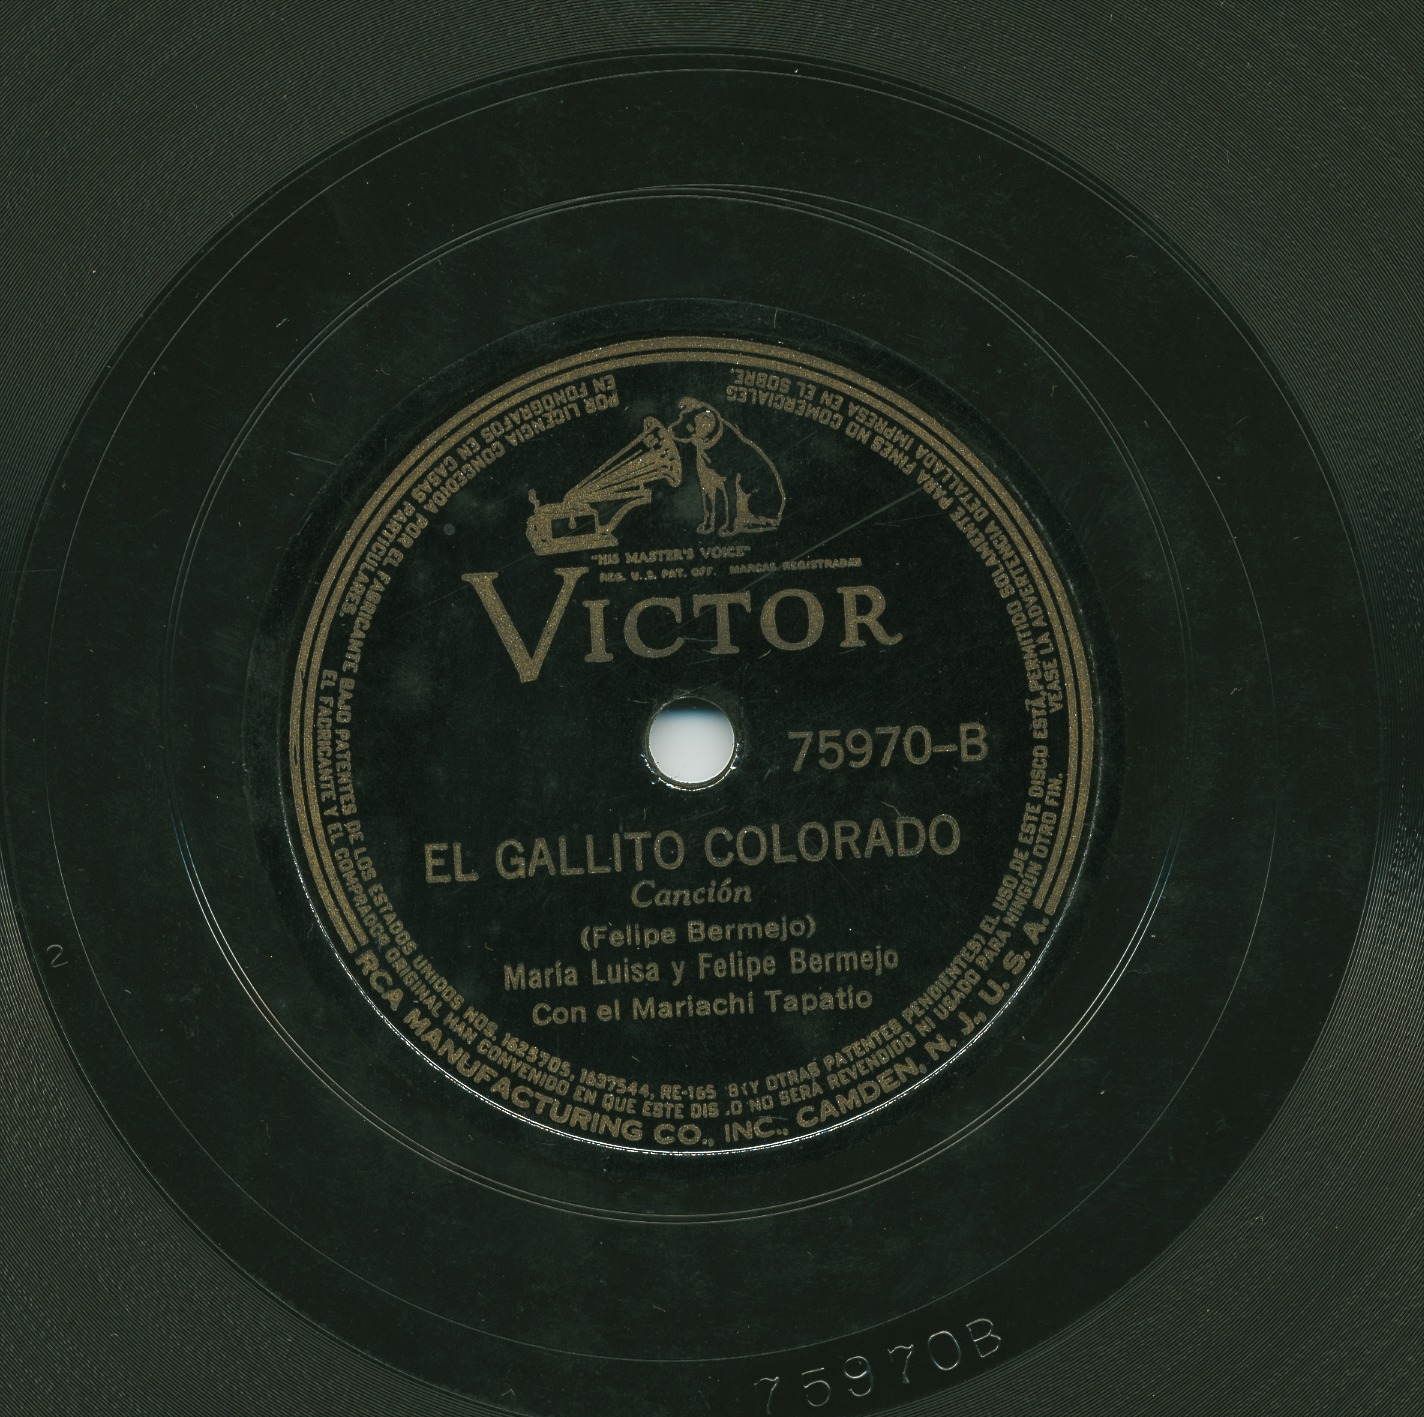 "HIS MASTER'S VOICE"
REG. U.S. PAT. OFF. MARCAS REGISTRADAS
VICTOR
75970-B
EL GALLITO COLORADO
Canción
(Felipe Bermejo)
María Luisa y Felipe Bermejo
Con el Mariachi Tapatío
POR LICENCIA CONCEDIDA POR EL FABRICANTE BAJO PATENTES DE LOS ESTADOS UNIDOS NOS. 1625705, 1637544, RE-165 8 (Y OTRAS PATENTES PENDIENTES) EL USO DE ESTE DISCO ESTÁ PERMITIDO SOLAMENTE PARA FINES NO COMERCIALES
EN FONOGRAFOS EN CASAS PARTICULARES. EL FABRICANTE Y EL COMPRADOR ORIGINAL HAN CONVENIDO EN QUE ESTE DIS O NO SERÁ REVENDIDO NI USADO PARA NINGUN OTRO FIN. VEASE LA ADVERTENCIA DETALLADA IMPRESA EN EL SOBRE.
RCA MANUFACTURING CO., INC., CAMDEN, N. J., U. S. A.
2
75970B